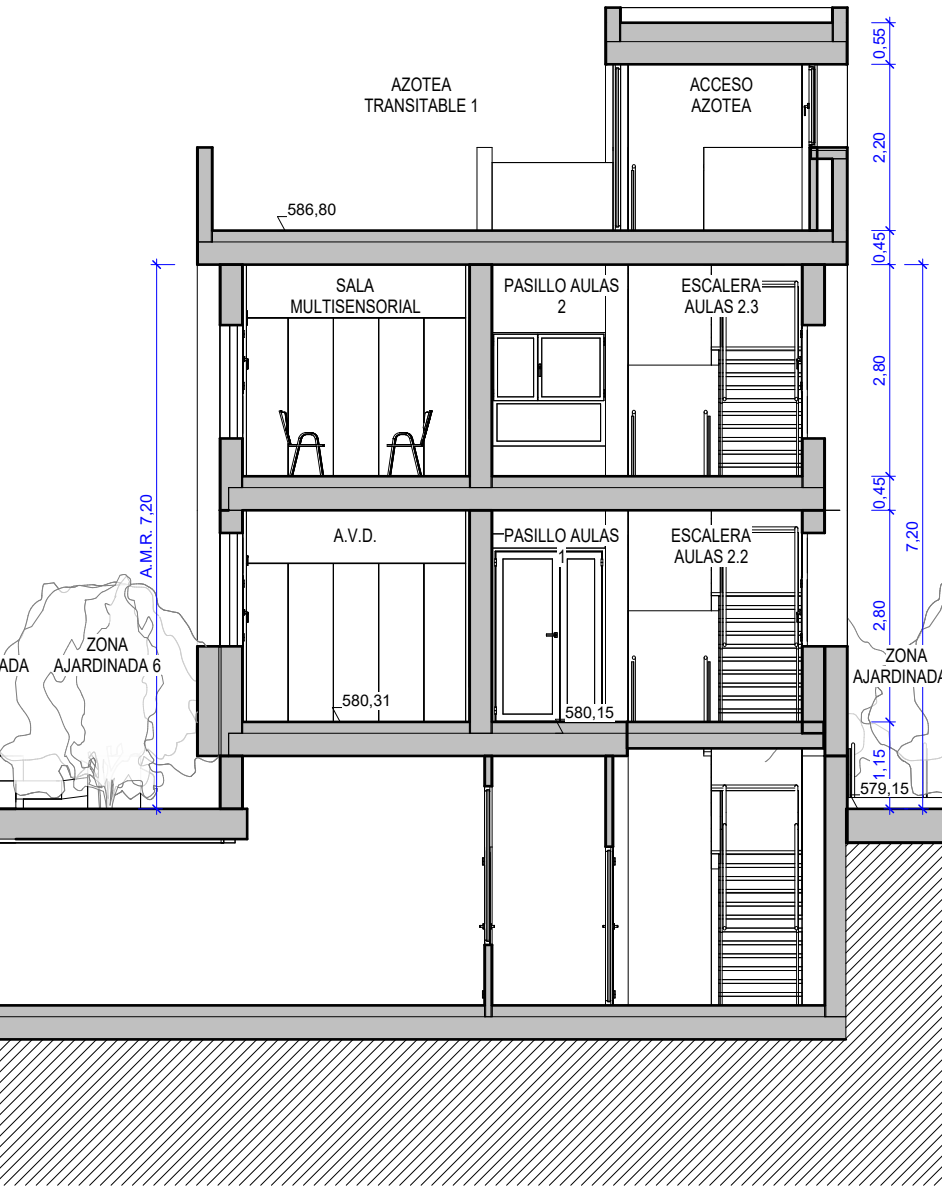 0,55
AZOTEA
TRANSITABLE 1
ACCESO
AZOTEA
2,20
586,80
0,45
SALA
MULTISENSORIAL
PASILLO AULAS
2
ESCALERA
AULAS 2.3
2,80
A.M.R. 7,20
0,45
7,20
A.V.D.
PASILLO AULAS
1
ESCALERA
AULAS 2.2
2,80
ADA
ZONA
AJARDINADA 6
ZONA
AJARDINADA
580,31
580,15
1,15
579,15